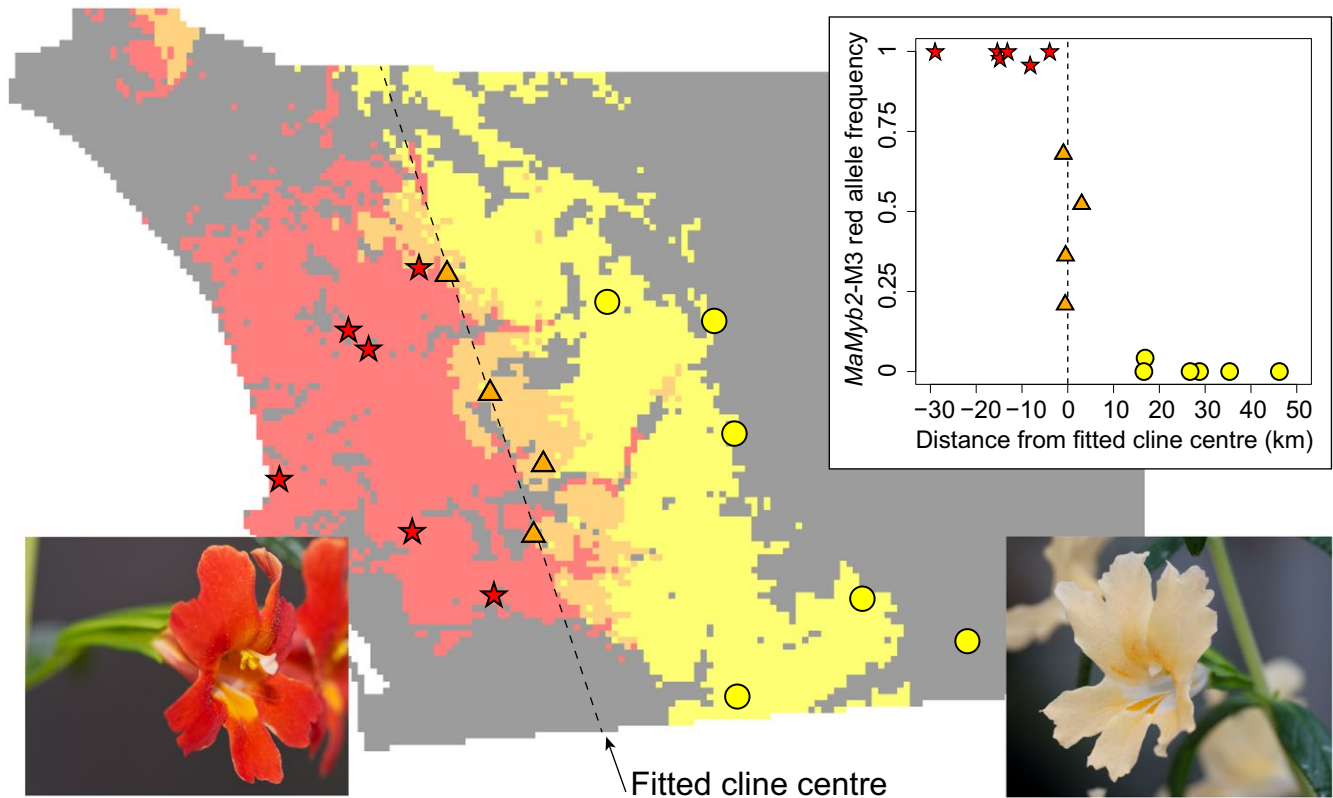 MaMyb2-M3 red allele frequency
1
0.75
0.5
0.25
0
−30 −20 −10 0 10 20 30 40 50
Distance from fitted cline centre (km)
Fitted cline centre